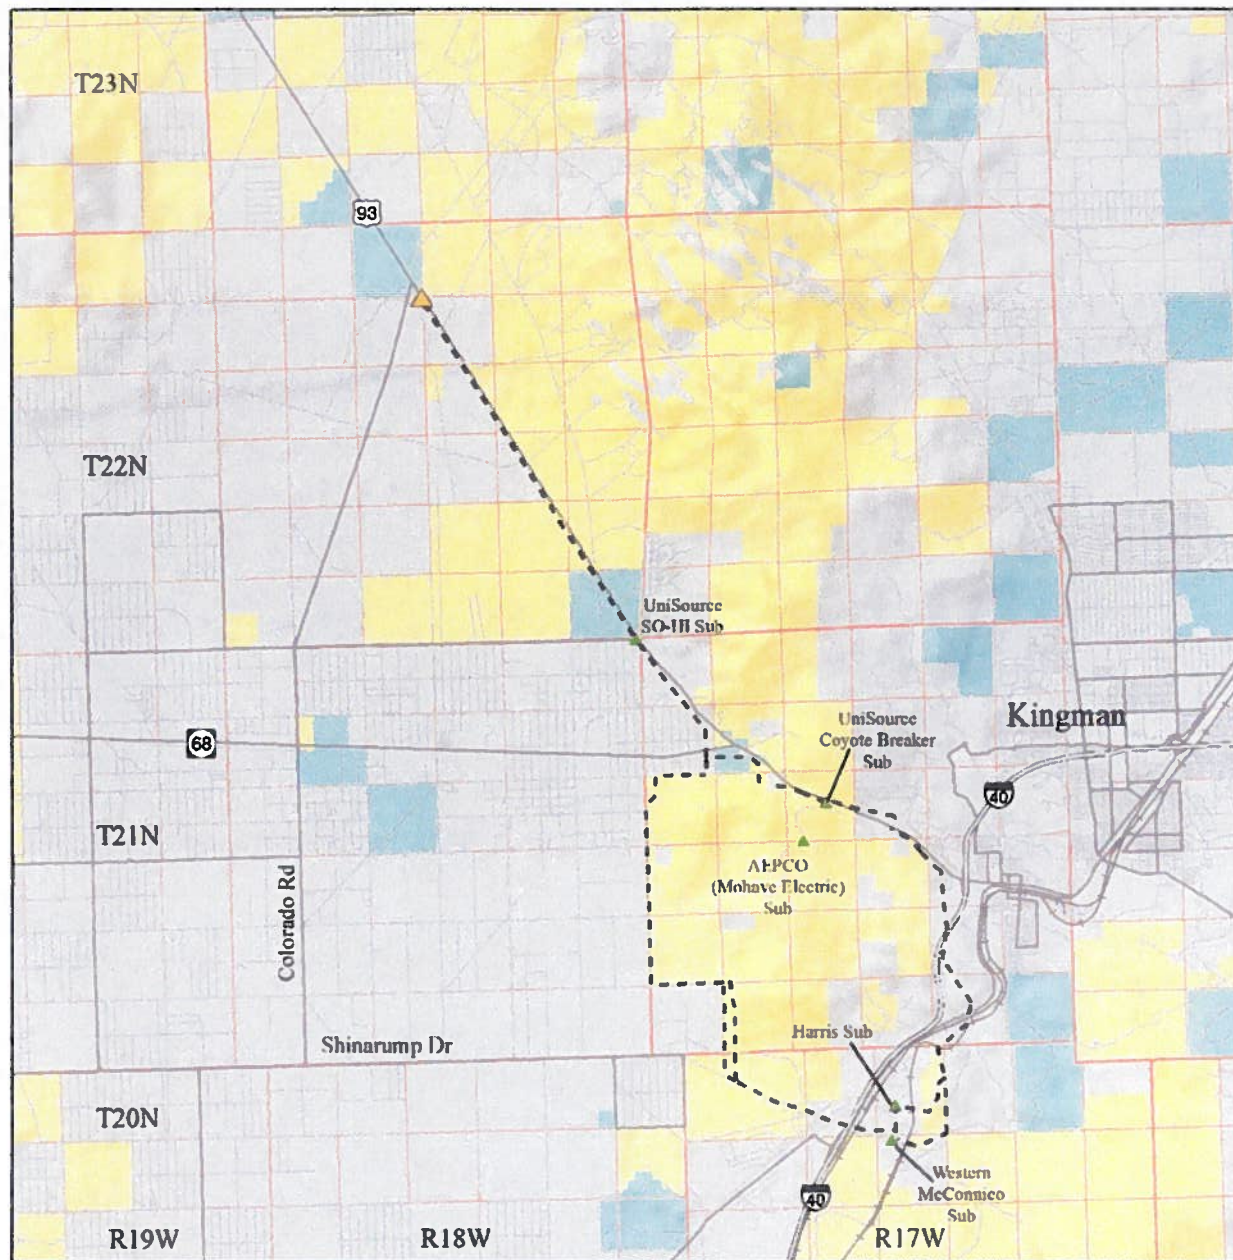 T23N
93
T22N
UniSource
SO-HI Sub
Kingman
UniSource
Coyote Breaker
Sub
68
40
T21N
AEPCO
(Mohave Electric)
Sub
Colorado Rd
Harris Sub
Shinarump Dr
T20N
Western
McConnico
Sub
40
R19W
R18W
R17W